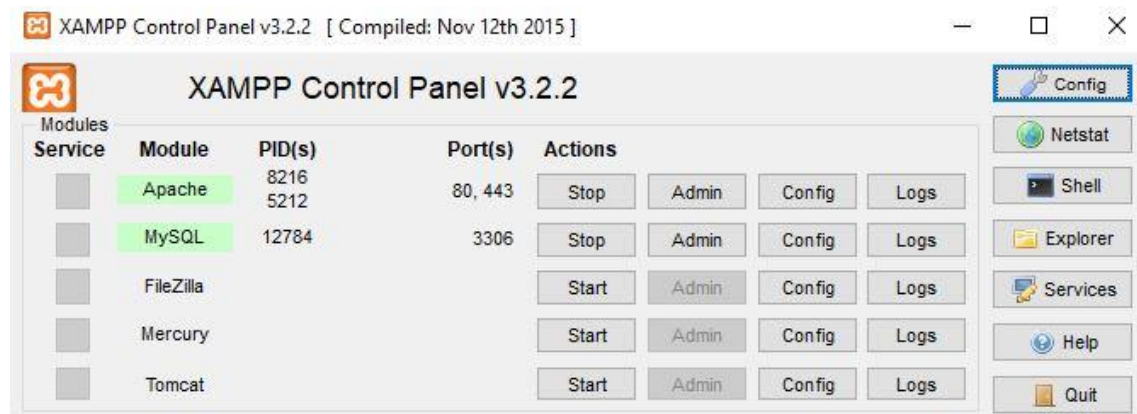 XAMPP Control Panel v3.2.2 [ Compiled: Nov 12th 2015 ]
XAMPP Control Panel v3.2.2
Config
Modules
Netstat
Service Module PID(s) Port(s) Actions
Apache 8216 5212 80, 443 Stop Admin Config Logs
Shell
MySQL 12784 3306 Stop Admin Config Logs
Explorer
FileZilla Start Admin Config Logs
Services
Mercury Start Admin Config Logs
Help
Tomcat Start Admin Config Logs
Quit